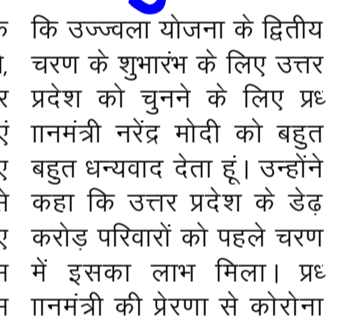 कि उज्ज्वला योजना के द्वितीय
चरण के शुभारंभ के लिए उत्तर
प्रदेश को चुनने के लिए प्रध
ानमंत्री नरेंद्र मोदी को बहुत
बहुत धन्यवाद देता हूं। उन्होंने
कहा कि उत्तर प्रदेश के डेढ़
करोड़ परिवारों को पहले चरण
में इसका लाभ मिला। प्रध
ानमंत्री की प्रेरणा से कोरोना